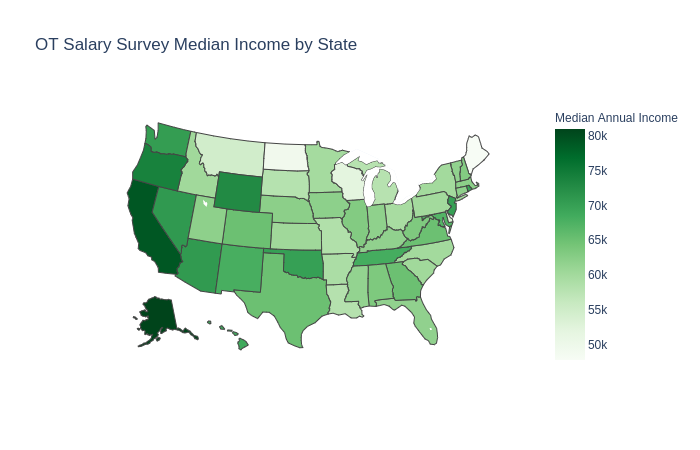 OT Salary Survey Median Income by State
Median Annual Income
80k
75k
70k
65k
60k
55k
50k